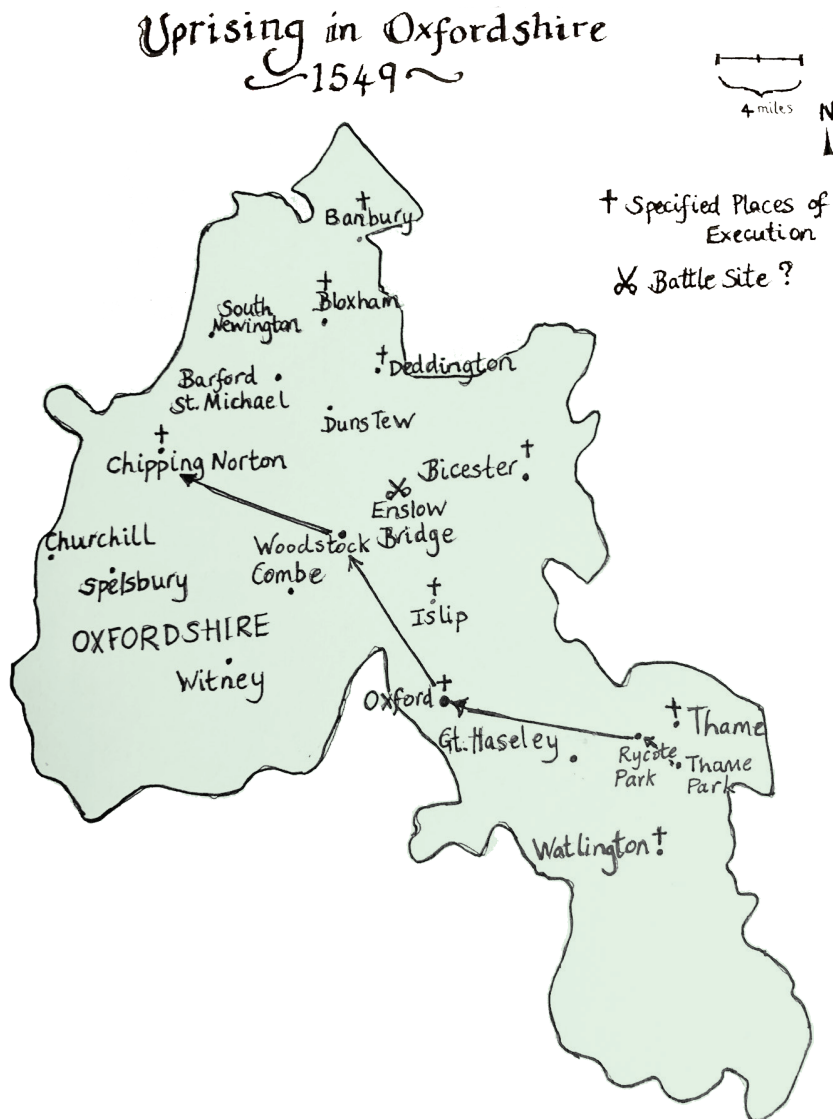 Uprising in Oxfordshire
1549
4 miles
N
† Specified Places of
Execution
Battle Site ?
Banbury
Bloxham
South
Newington
Deddington
Barford
St. Michael
Duns Tew
Chipping Norton
Bicester
Enslow
Bridge
Churchill
Woodstock
Combe
Spelsbury
Islip
OXFORDSHIRE
Witney
Oxford
Thame
Gt. Haseley
Rycote
Park
Thame
Park
Watlington